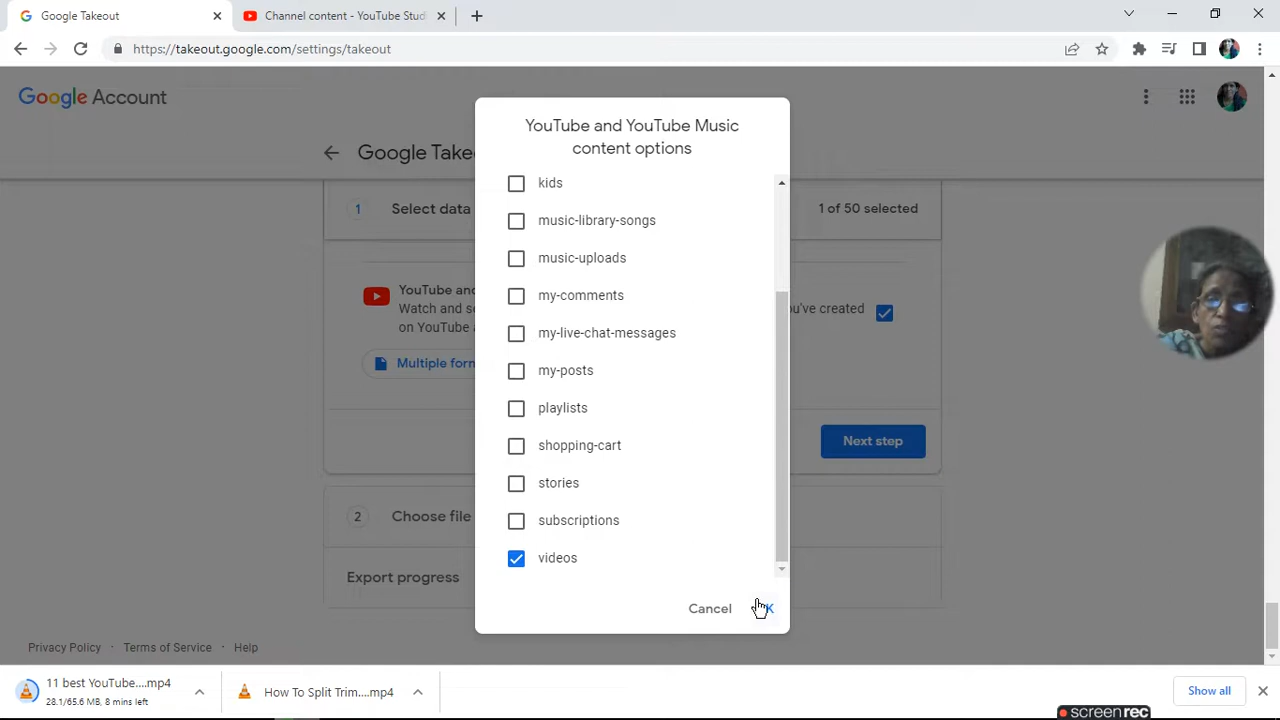 Google Takeout
Channel content - YouTube Stud
https://takeout.google.com/settings/takeout
Google Account
Google Take
YouTube and YouTube Music
content options
kids
music-library-songs
music-uploads
my-comments
my-live-chat-messages
my-posts
playlists
shopping-cart
stories
subscriptions
videos
Cancel
1
Select data
1 of 50 selected
YouTube and
Watch and se
ou've created
on YouTube
Multiple form
Next step
2
Choose file
Export progress
Privacy Policy
Terms of Service
Help
11 best YouTube....mp4
28.1/65.6 MB, 8 mins left
How To Split Trim....mp4
Show all
screenrec